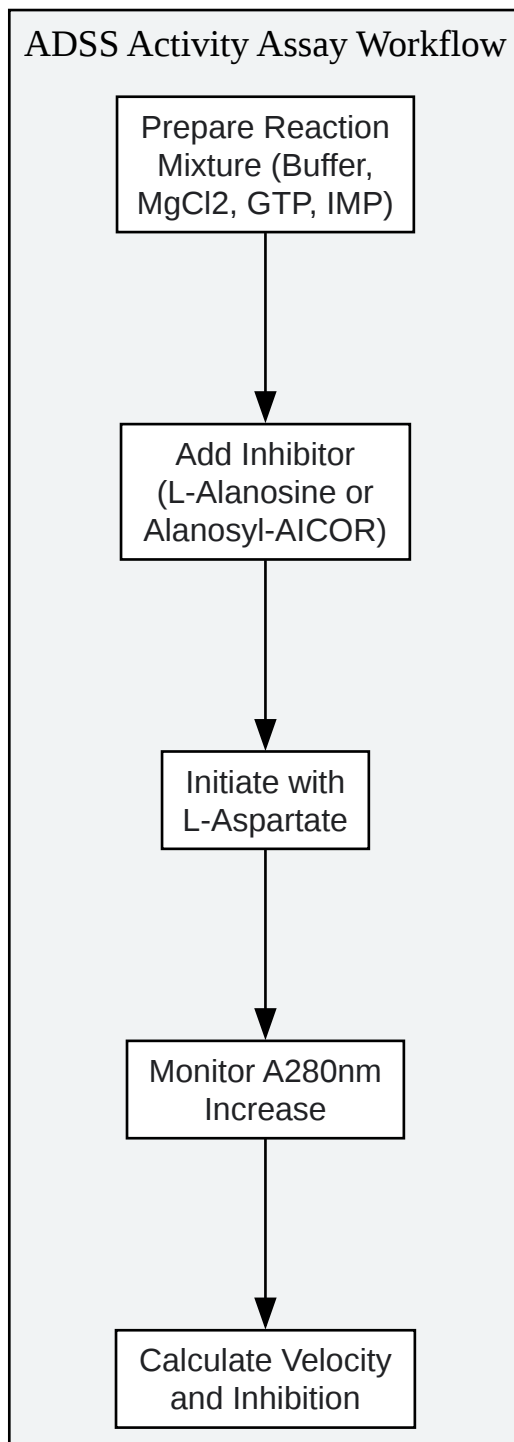 ADSS Activity Assay Workflow
Prepare Reaction
Mixture (Buffer,
MgCl2, GTP, IMP)
Add Inhibitor
(L-Alanosine or
Alanosyl-AICOR)
Initiate with
L-Aspartate
Monitor A280nm
Increase
Calculate Velocity
and Inhibition